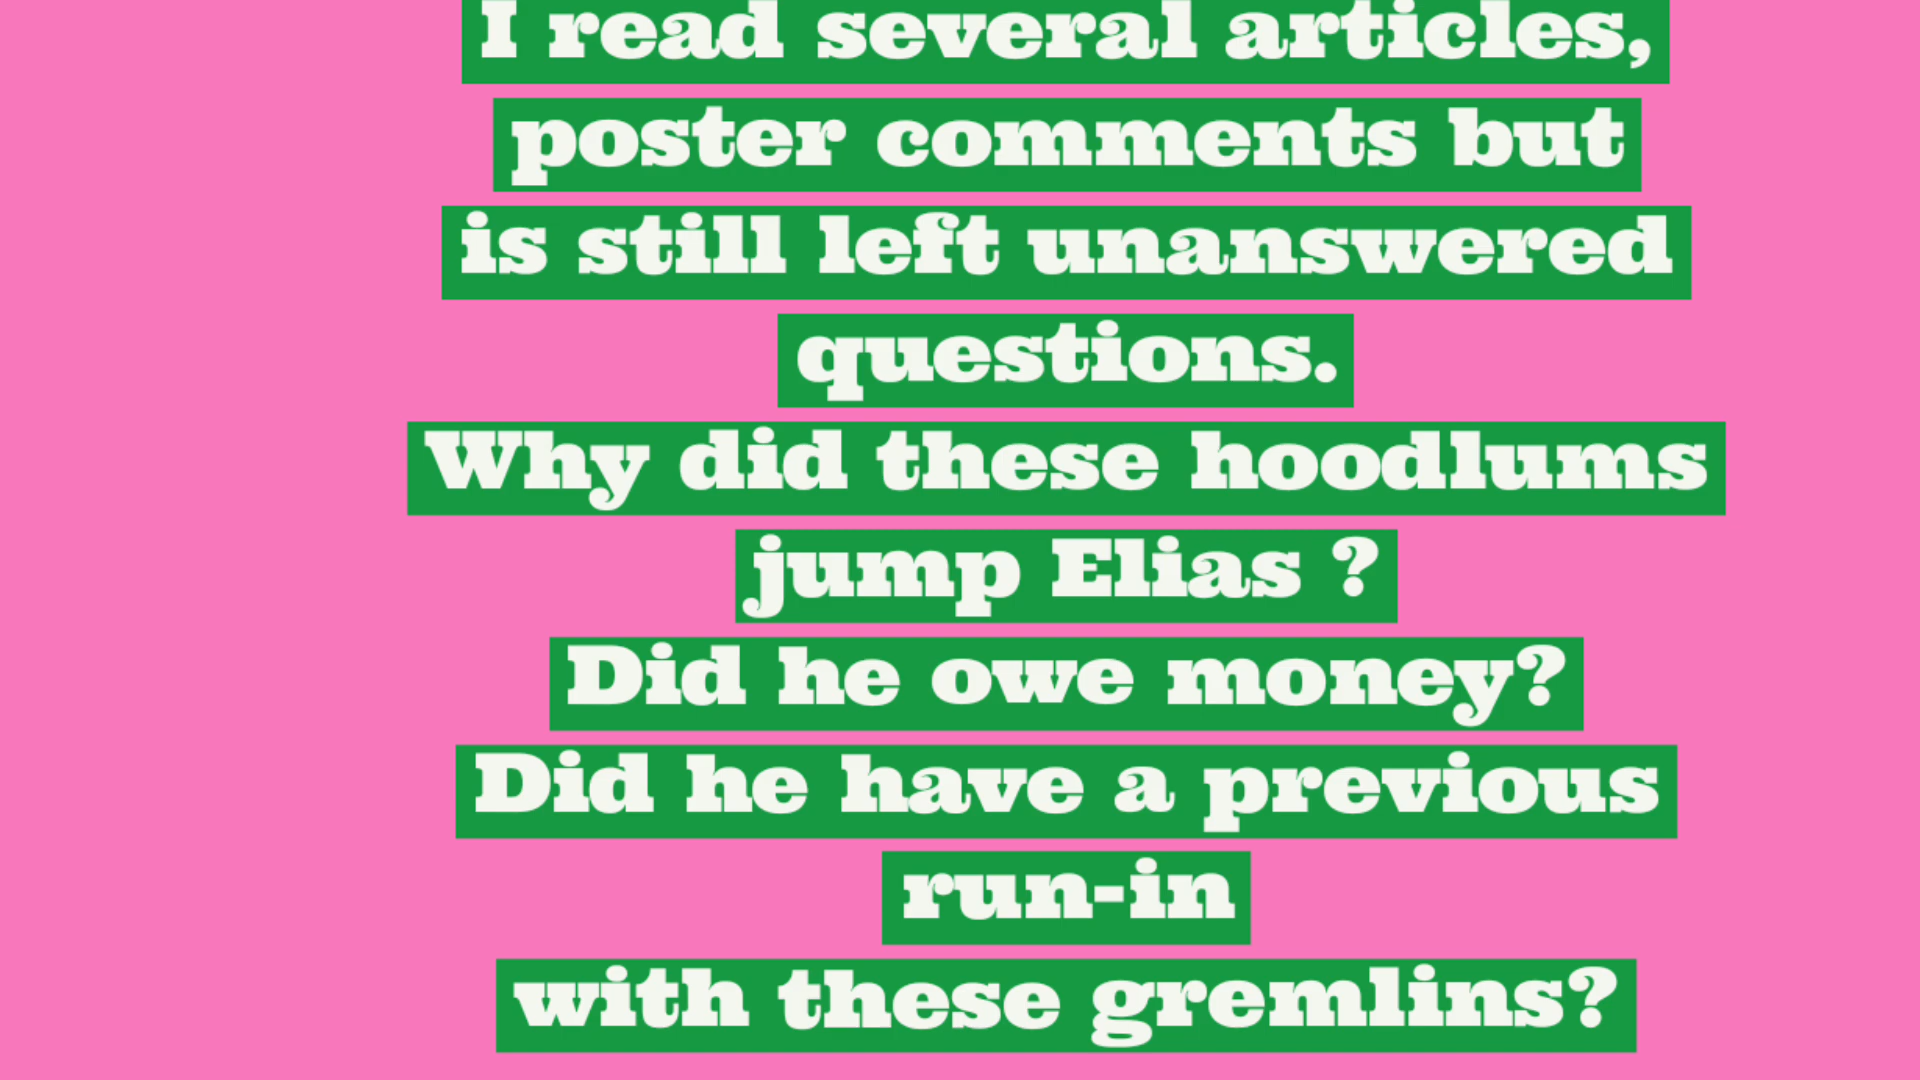 I read several articles,
poster comments but
is still left unanswered
questions.
Why did these hoodlums
jump Elias ?
Did he owe money?
Did he have a previous
run-in
with these gremlins?